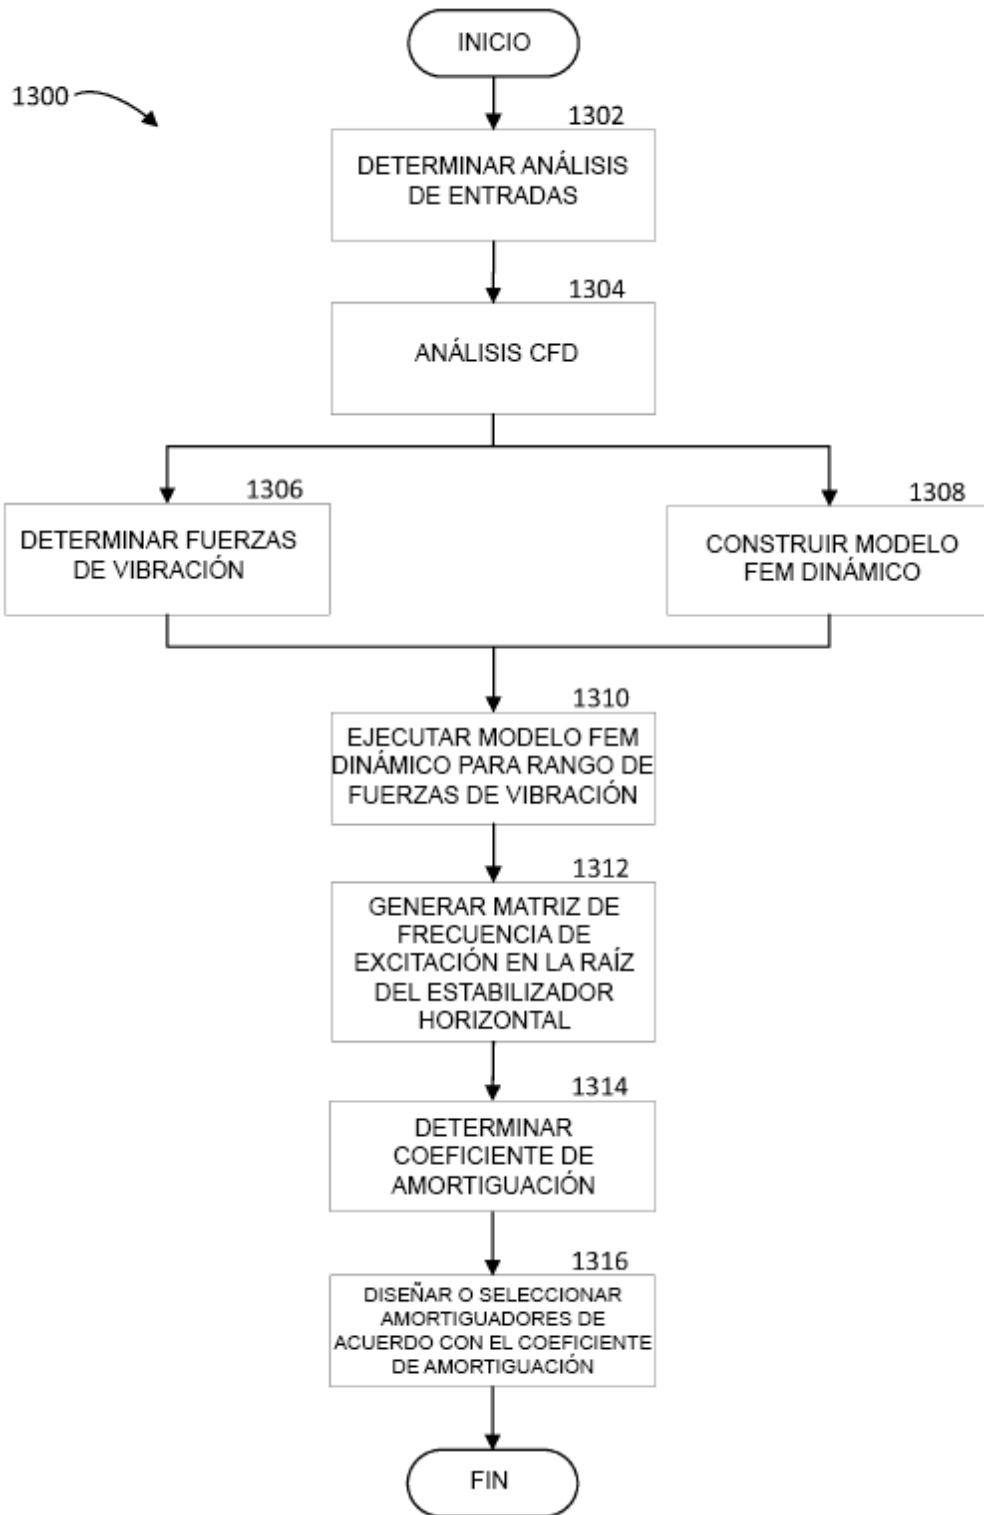 INICIO
1300
1302
DETERMINAR ANÁLISIS
DE ENTRADAS
1304
ANÁLISIS CFD
1306
DETERMINAR FUERZAS
DE VIBRACIÓN
1308
CONSTRUIR MODELO
FEM DINÁMICO
1310
EJECUTAR MODELO FEM
DINÁMICO PARA RANGO DE
FUERZAS DE VIBRACIÓN
1312
GENERAR MATRIZ DE
FRECUENCIA DE
EXCITACIÓN EN LA RAÍZ
DEL ESTABILIZADOR
HORIZONTAL
1314
DETERMINAR
COEFICIENTE DE
AMORTIGUACIÓN
1316
DISEÑAR O SELECCIONAR
AMORTIGUADORES DE
ACUERDO CON EL COEFICIENTE
DE AMORTIGUACIÓN
FIN